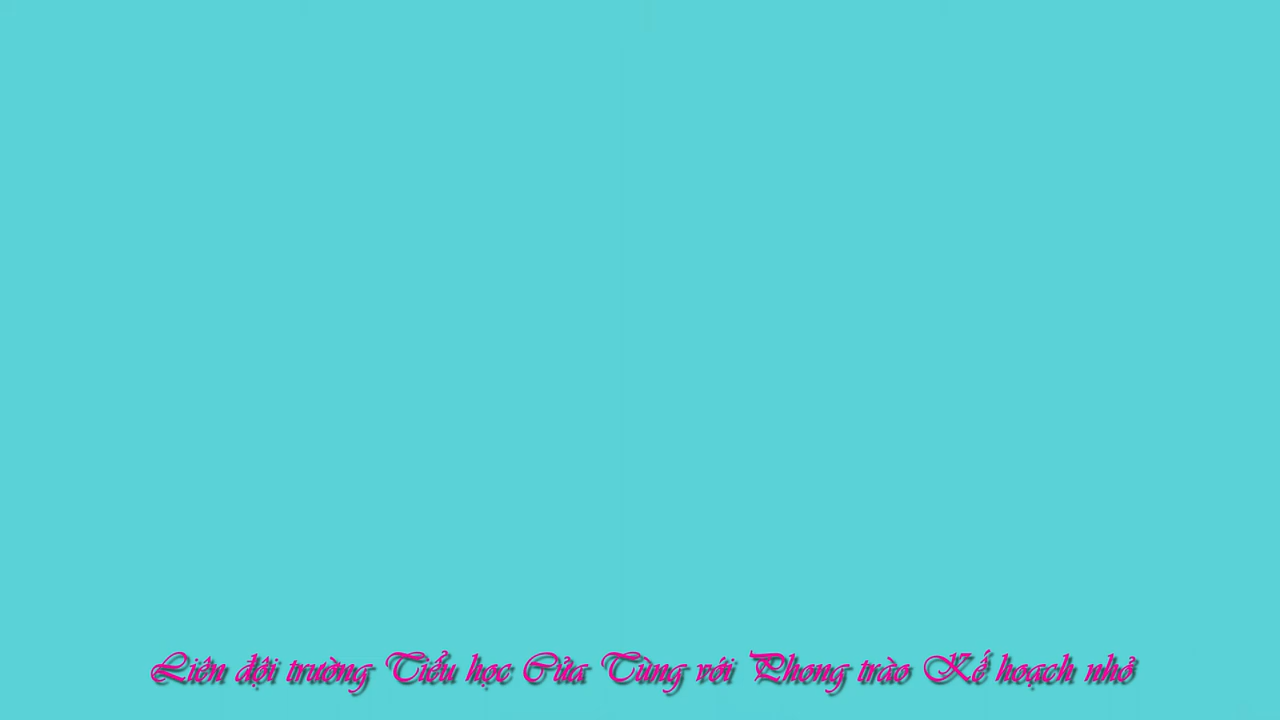 Liên đội trường Tiểu học Cửa Tùng với Phong trào Kế hoạch nhỏ